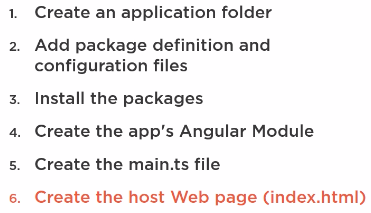 1. Create an application folder
2. Add package definition and
configuration files
3. Install the packages
4. Create the app's Angular Module
5. Create the main.ts file
6. Create the host Web page (index.html)